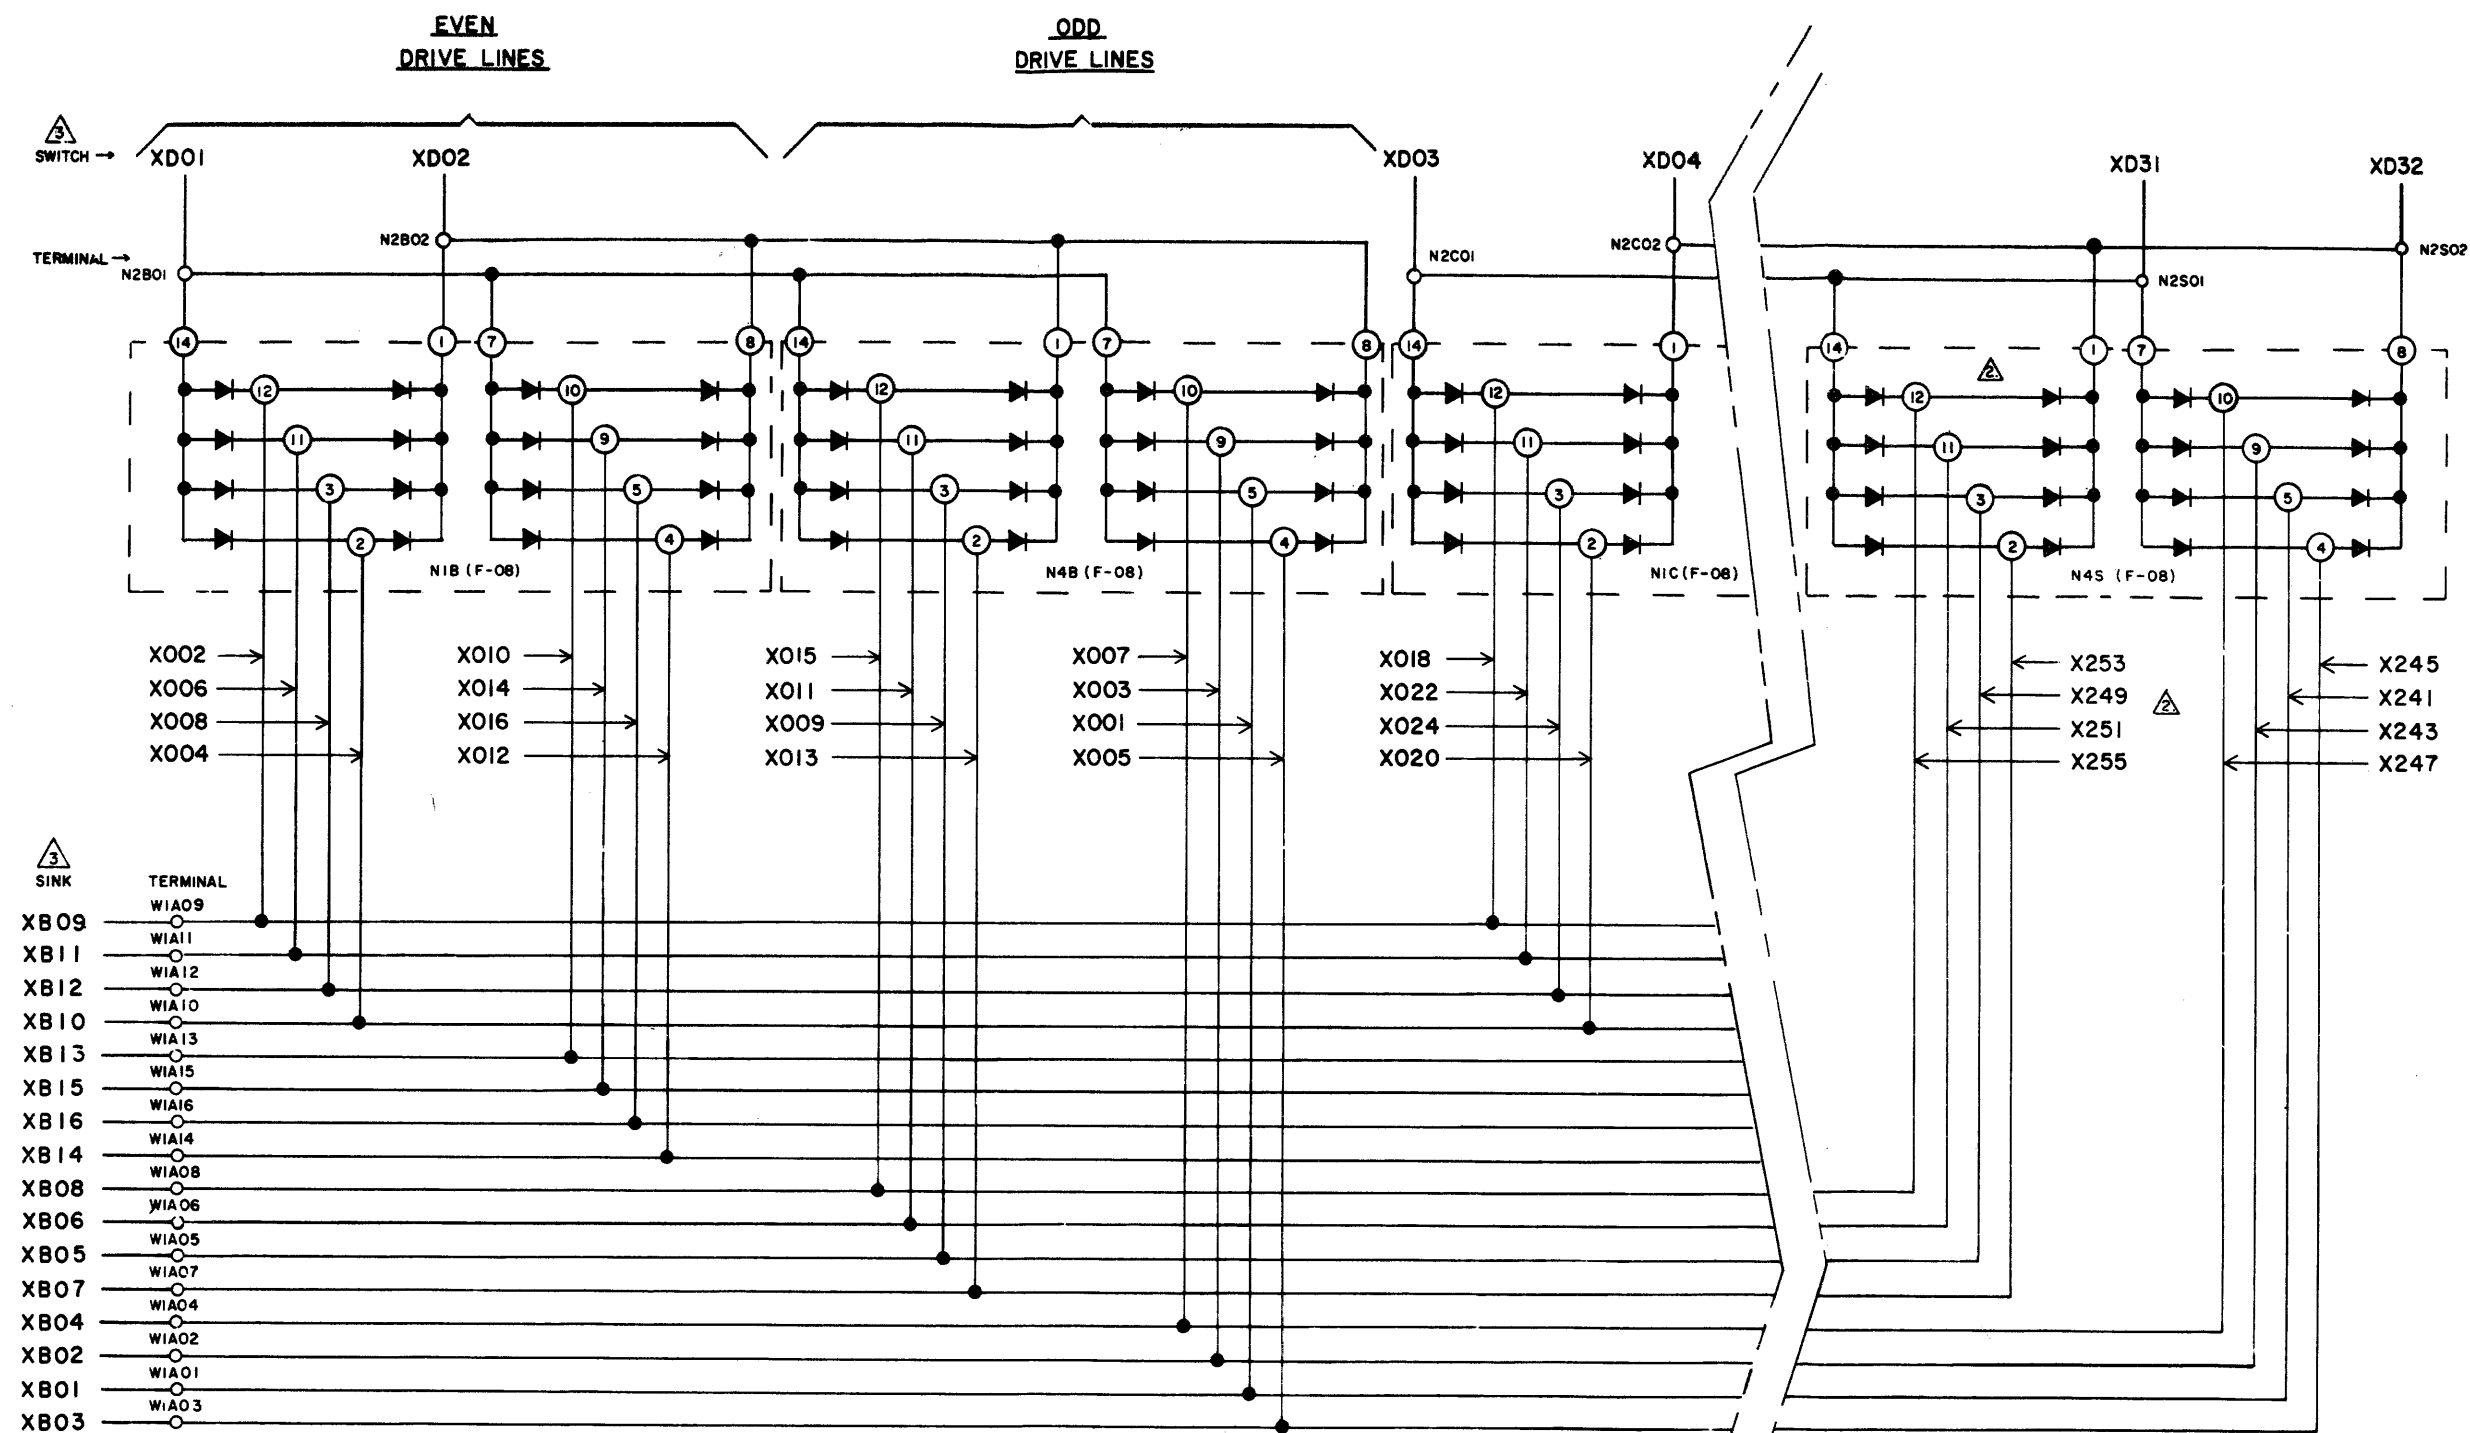 EVEN
DRIVE LINES
ODD
DRIVE LINES
3
SWITCH →
XD01
XD02
XD03
XD04
XD31
XD32
TERMINAL →
N2B02
N2B01
N2C01
N2C02
N2S01
N2S02
14 1 7 8 14 1 7 8 14 1 14 1 7 8
2
12 10 12 10 12 12 10
11 9 11 9 11 11 9
3 5 3 5 3 3 5
2 4 2 4 2 2 4
N1B (F-08)
N4B (F-08)
N1C (F-08)
N4S (F-08)
X002
X006
X008
X004
X010
X014
X016
X012
X015
X011
X009
X013
X007
X003
X001
X005
X018
X022
X024
X020
X253
X249
X251
X255
2
X245
X241
X243
X247
3
SINK
TERMINAL
XB09 W1A09
XB11 W1A11
XB12 W1A12
XB10 W1A10
XB13 W1A13
XB15 W1A15
XB16 W1A16
XB14 W1A14
XB08 W1A08
XB06 W1A06
XB05 W1A05
XB07 W1A07
XB04 W1A04
XB02 W1A02
XB01 W1A01
XB03 W1A03